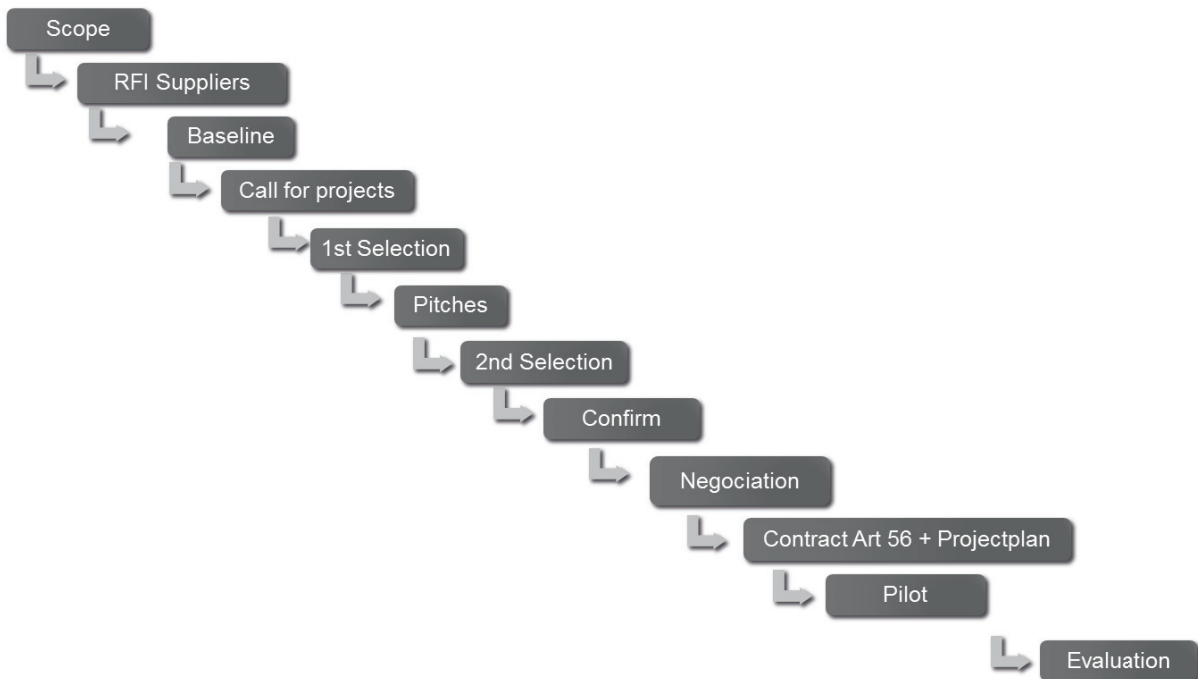 Scope
RFI Suppliers
Baseline
Call for projects
1st Selection
Pitches
2nd Selection
Confirm
Negociation
Contract Art 56 + Projectplan
Pilot
Evaluation